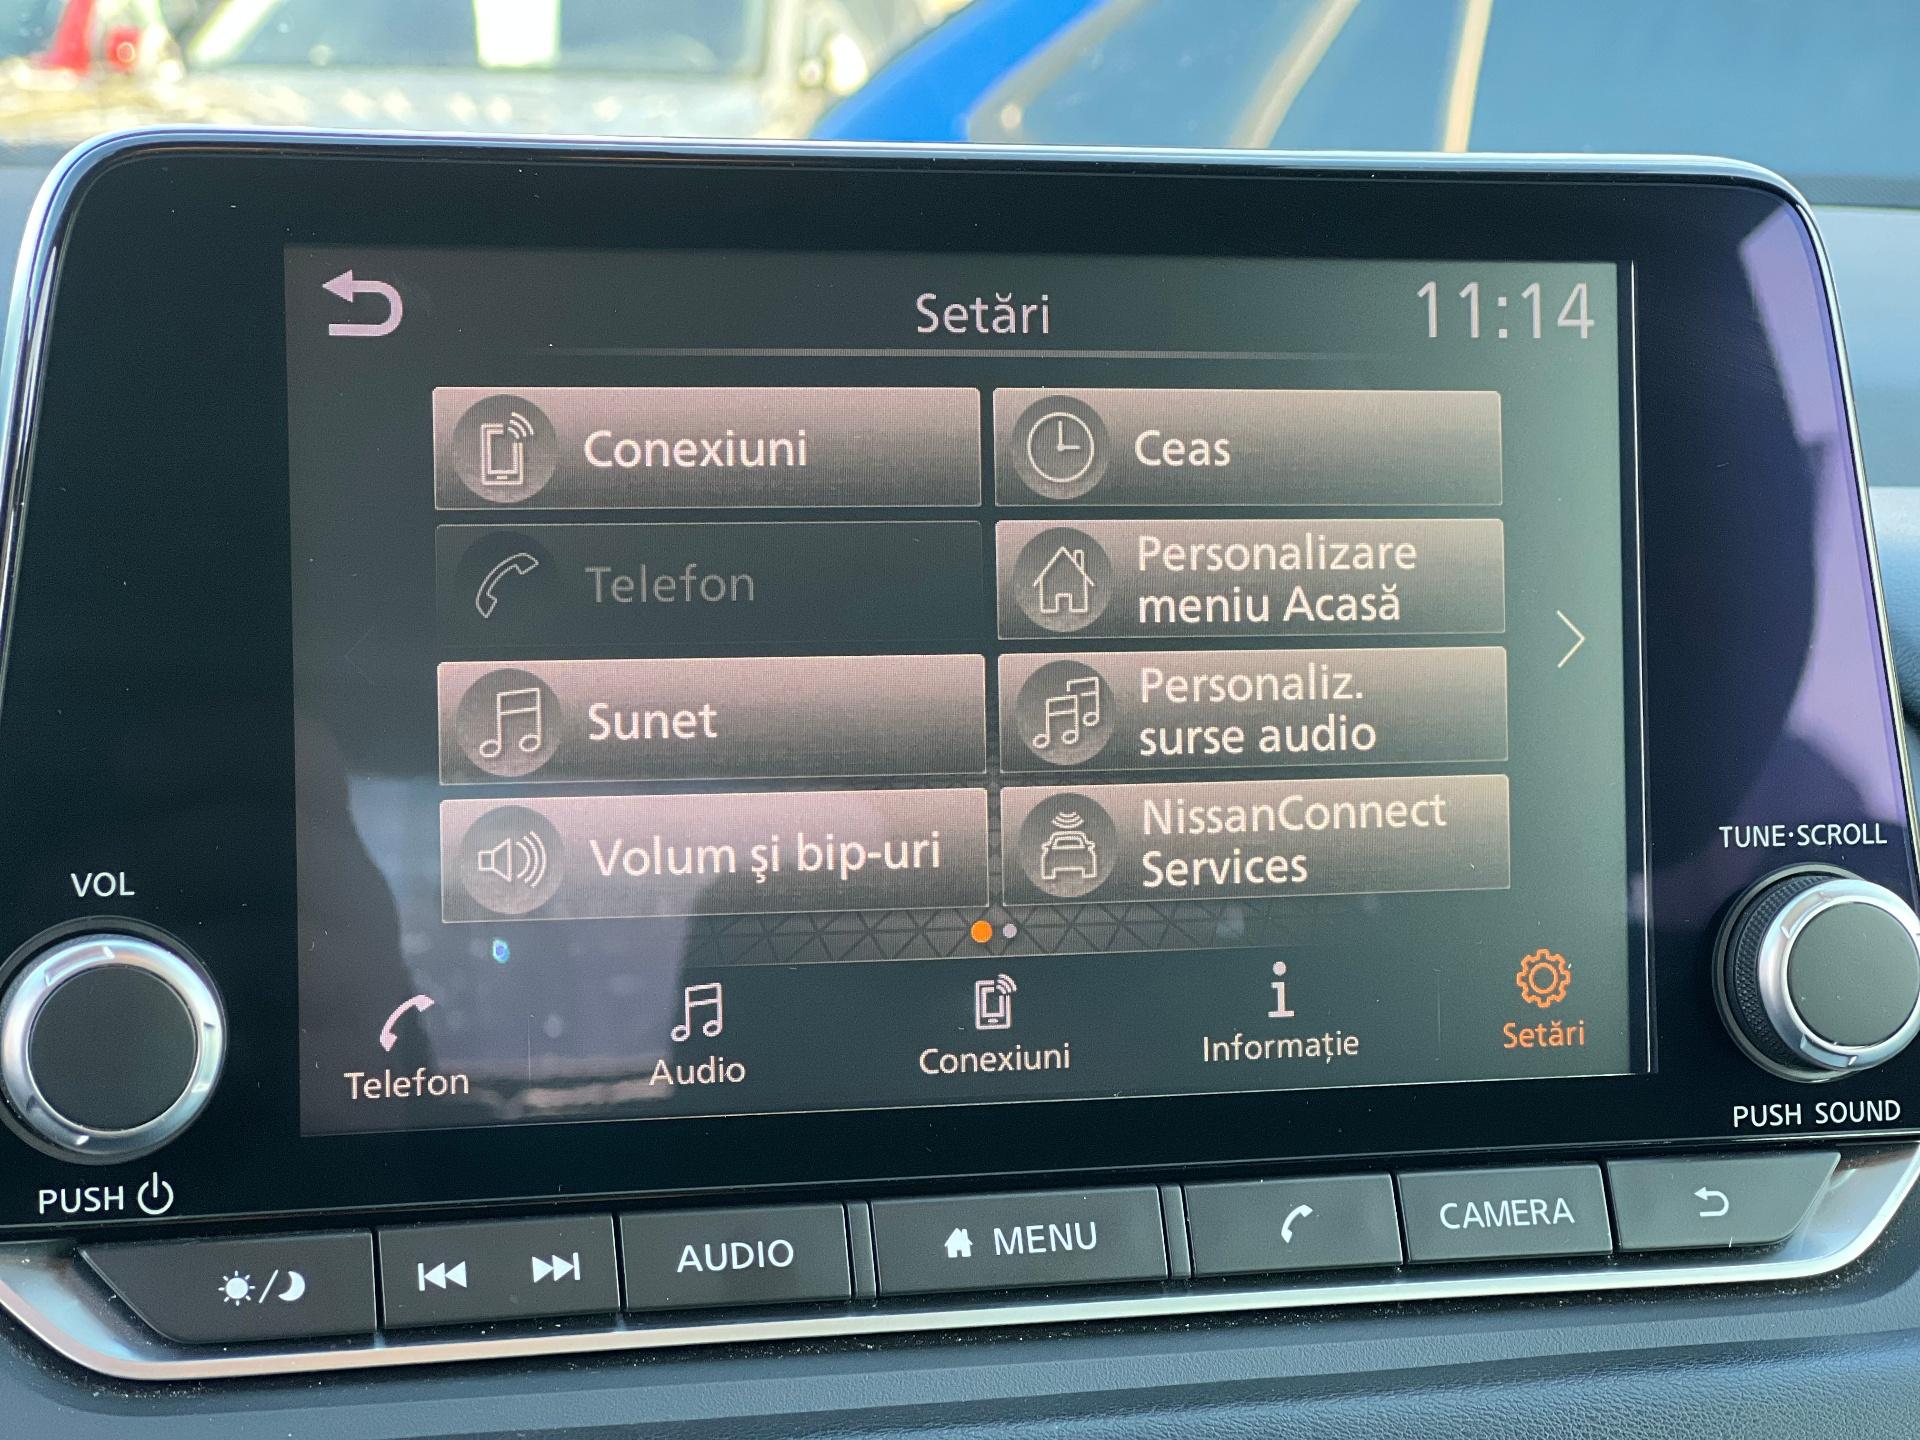 Setări
11:14
Conexiuni
Ceas
Telefon
Personalizare
meniu Acasă
Sunet
Personaliz.
surse audio
Volum şi bip-uri
NissanConnect
Services
Telefon
Audio
Conexiuni
Informaţie
Setări
VOL
PUSH
TUNE·SCROLL
PUSH SOUND
AUDIO
MENU
CAMERA